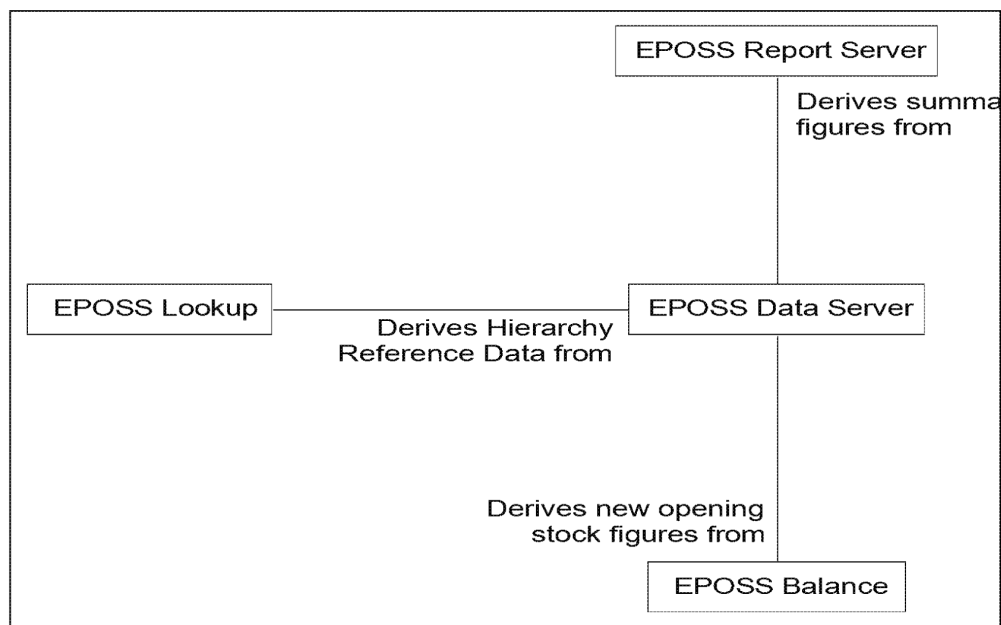 EPOSS Report Server
Derives summa
figures from
EPOSS Lookup
EPOSS Data Server
Derives Hierarchy
Reference Data from
Derives new opening
stock figures from
EPOSS Balance